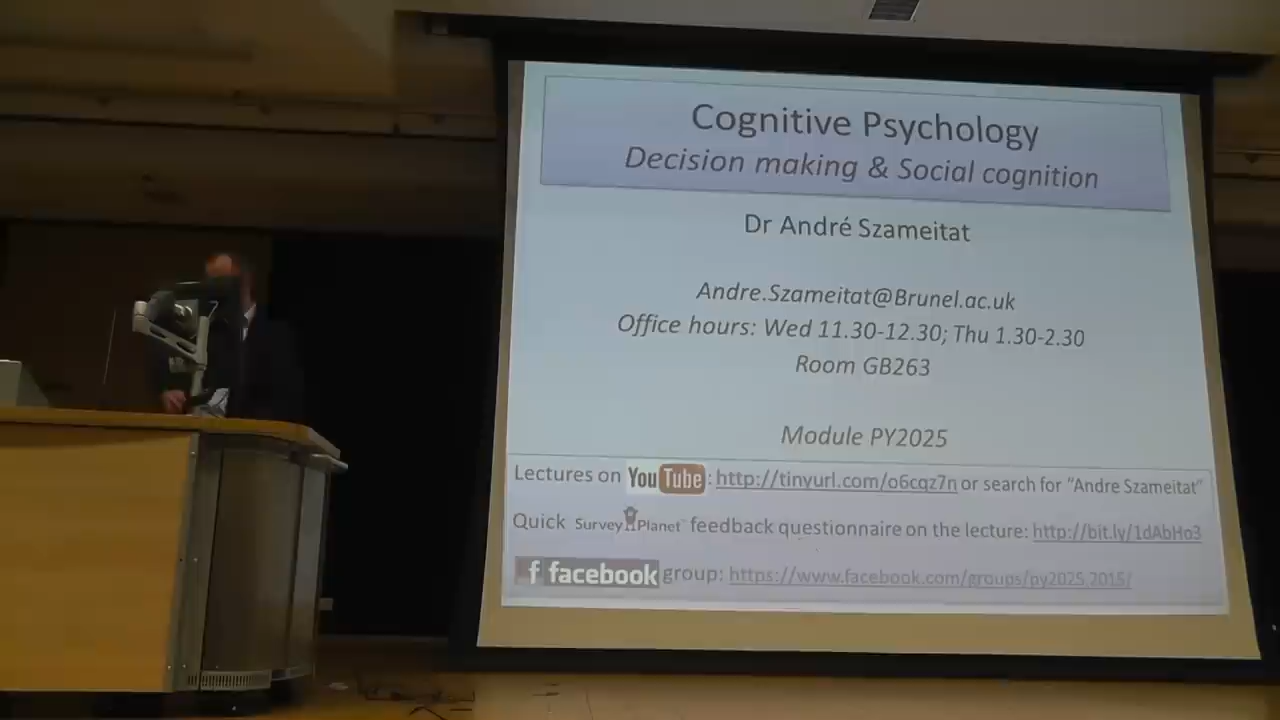 Cognitive Psychology
Decision making & Social cognition
Dr André Szameitat
Andre.Szameitat@Brunel.ac.uk
Office hours: Wed 11.30-12.30; Thu 1.30-2.30
Room GB263
Module PY2025
Lectures on YouTube: http://tinyurl.com/o6cqz7n or search for "Andre Szameitat"
Quick SurveyPlanet feedback questionnaire on the lecture: http://bit.ly/1dAbHo3
f facebook group: https://www.facebook.com/groups/py2025.2015/